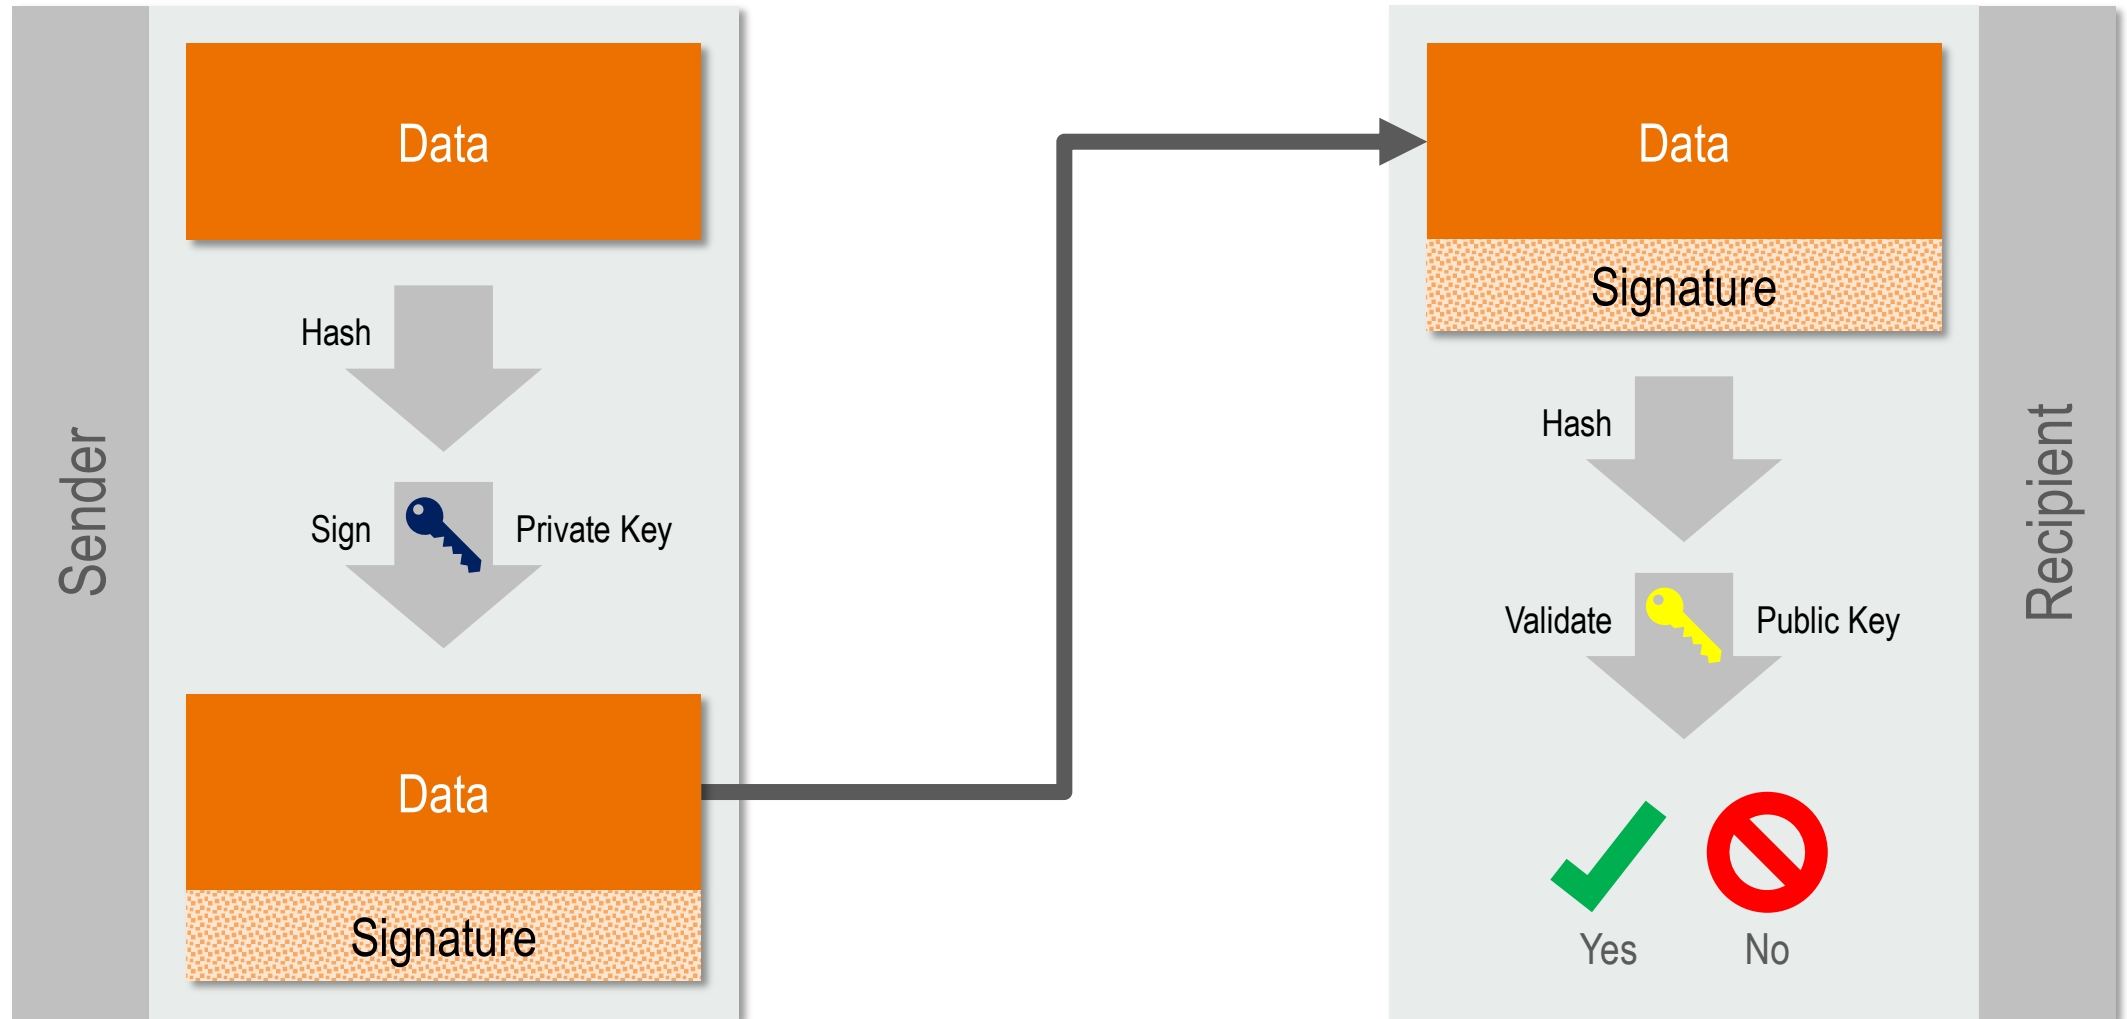 Sender
Data
Hash
Sign
Private Key
Data
Signature
Data
Signature
Hash
Validate
Public Key
Yes
No
Recipient